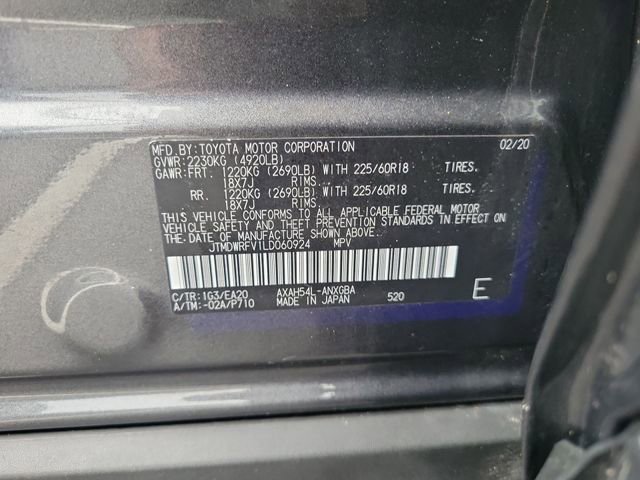 MFD.BY:TOYOTA MOTOR CORPORATION 02/20
GVWR:2230KG (4920LB)
GAWR:FRT. 1220KG (2690LB) WITH 225/60R18 TIRES.
18X7J RIMS...
RR. 1220KG (2690LB) WITH 225/60R18 TIRES.
18X7J RIMS...
THIS VEHICLE CONFORMS TO ALL APPLICABLE FEDERAL MOTOR
VEHICLE SAFETY AND THEFT PREVENTION STANDARDS IN EFFECT ON
THE DATE OF MANUFACTURE SHOWN ABOVE.
JTMDWRFV1LD060924 MPV
C/TR:1G3/EA20 AXAH54L-ANXGBA
A/TM:-02A/P710 MADE IN JAPAN 520 E